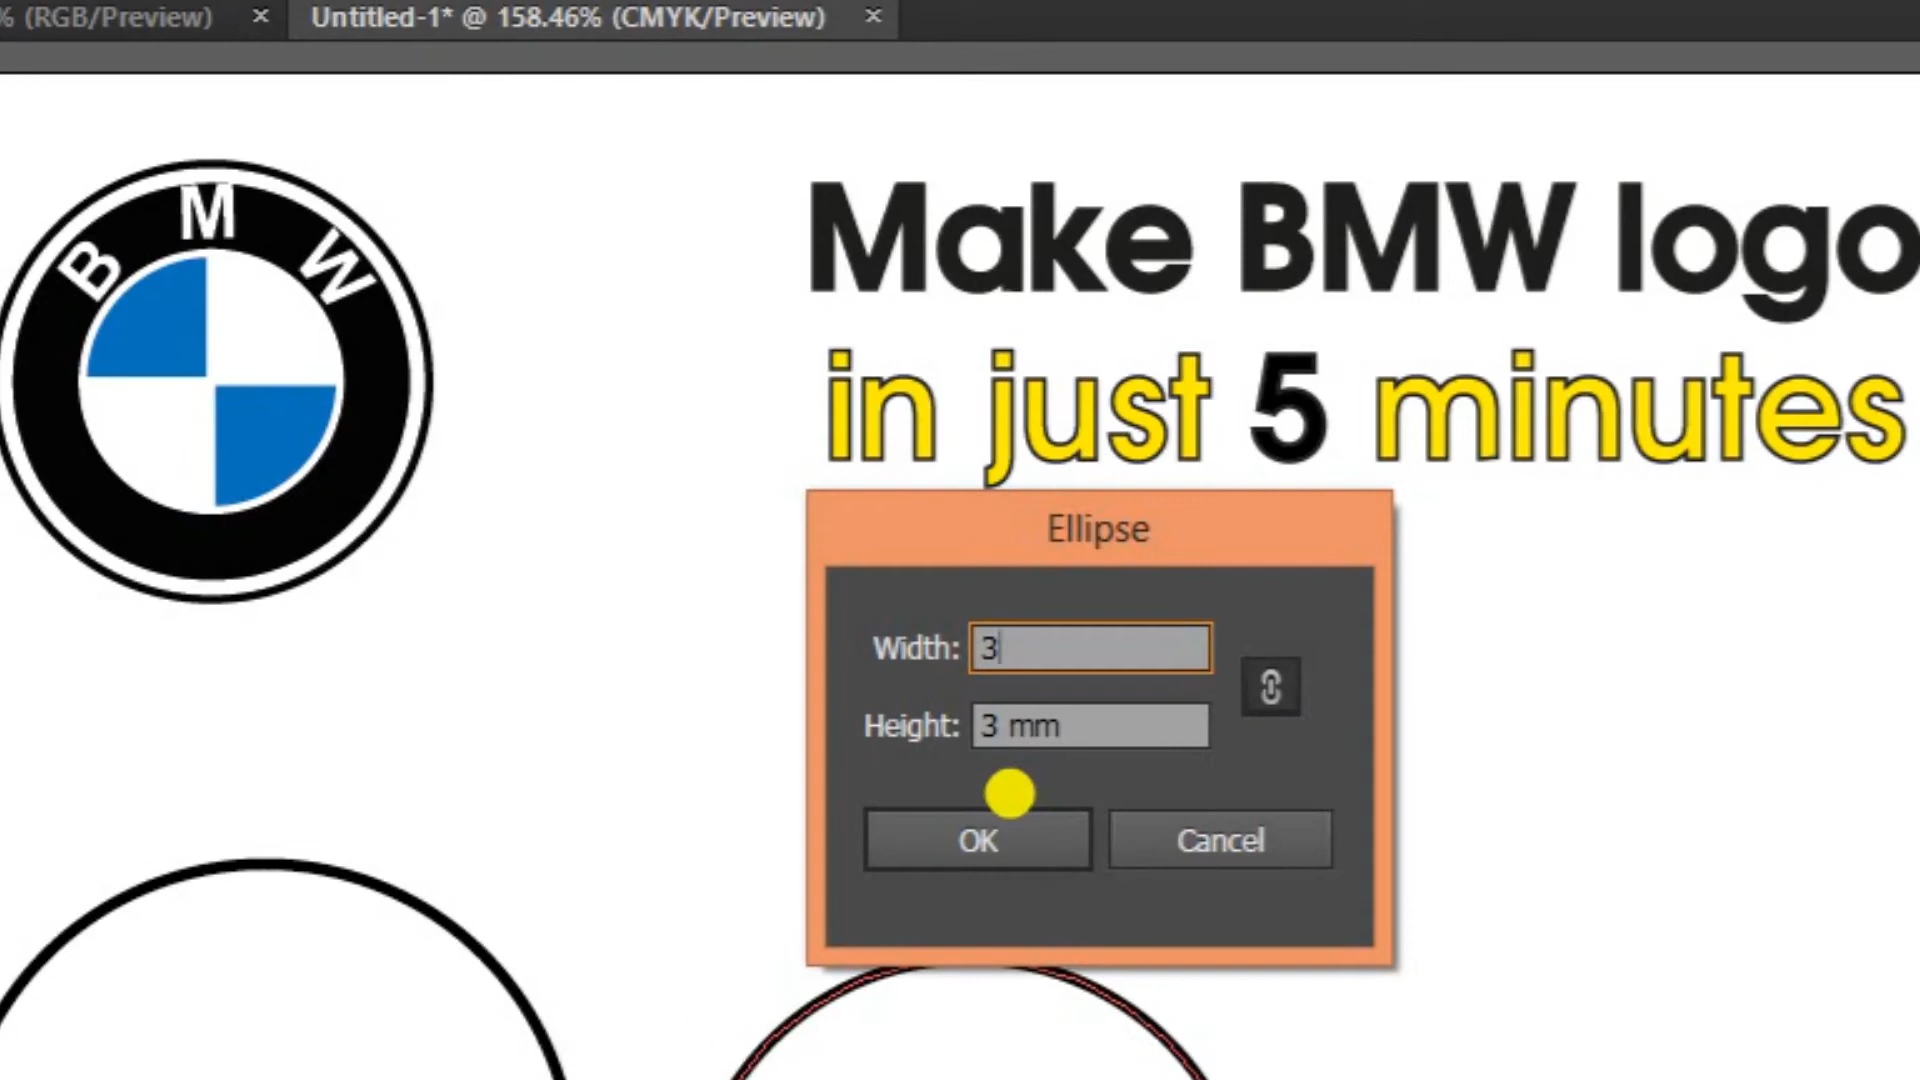 % (RGB/Preview) ×
Untitled-1* @ 158.46% (CMYK/Preview) ×
B M W
Make BMW logo
in just 5 minutes
Ellipse
Width: 3
Height: 3 mm
OK
Cancel